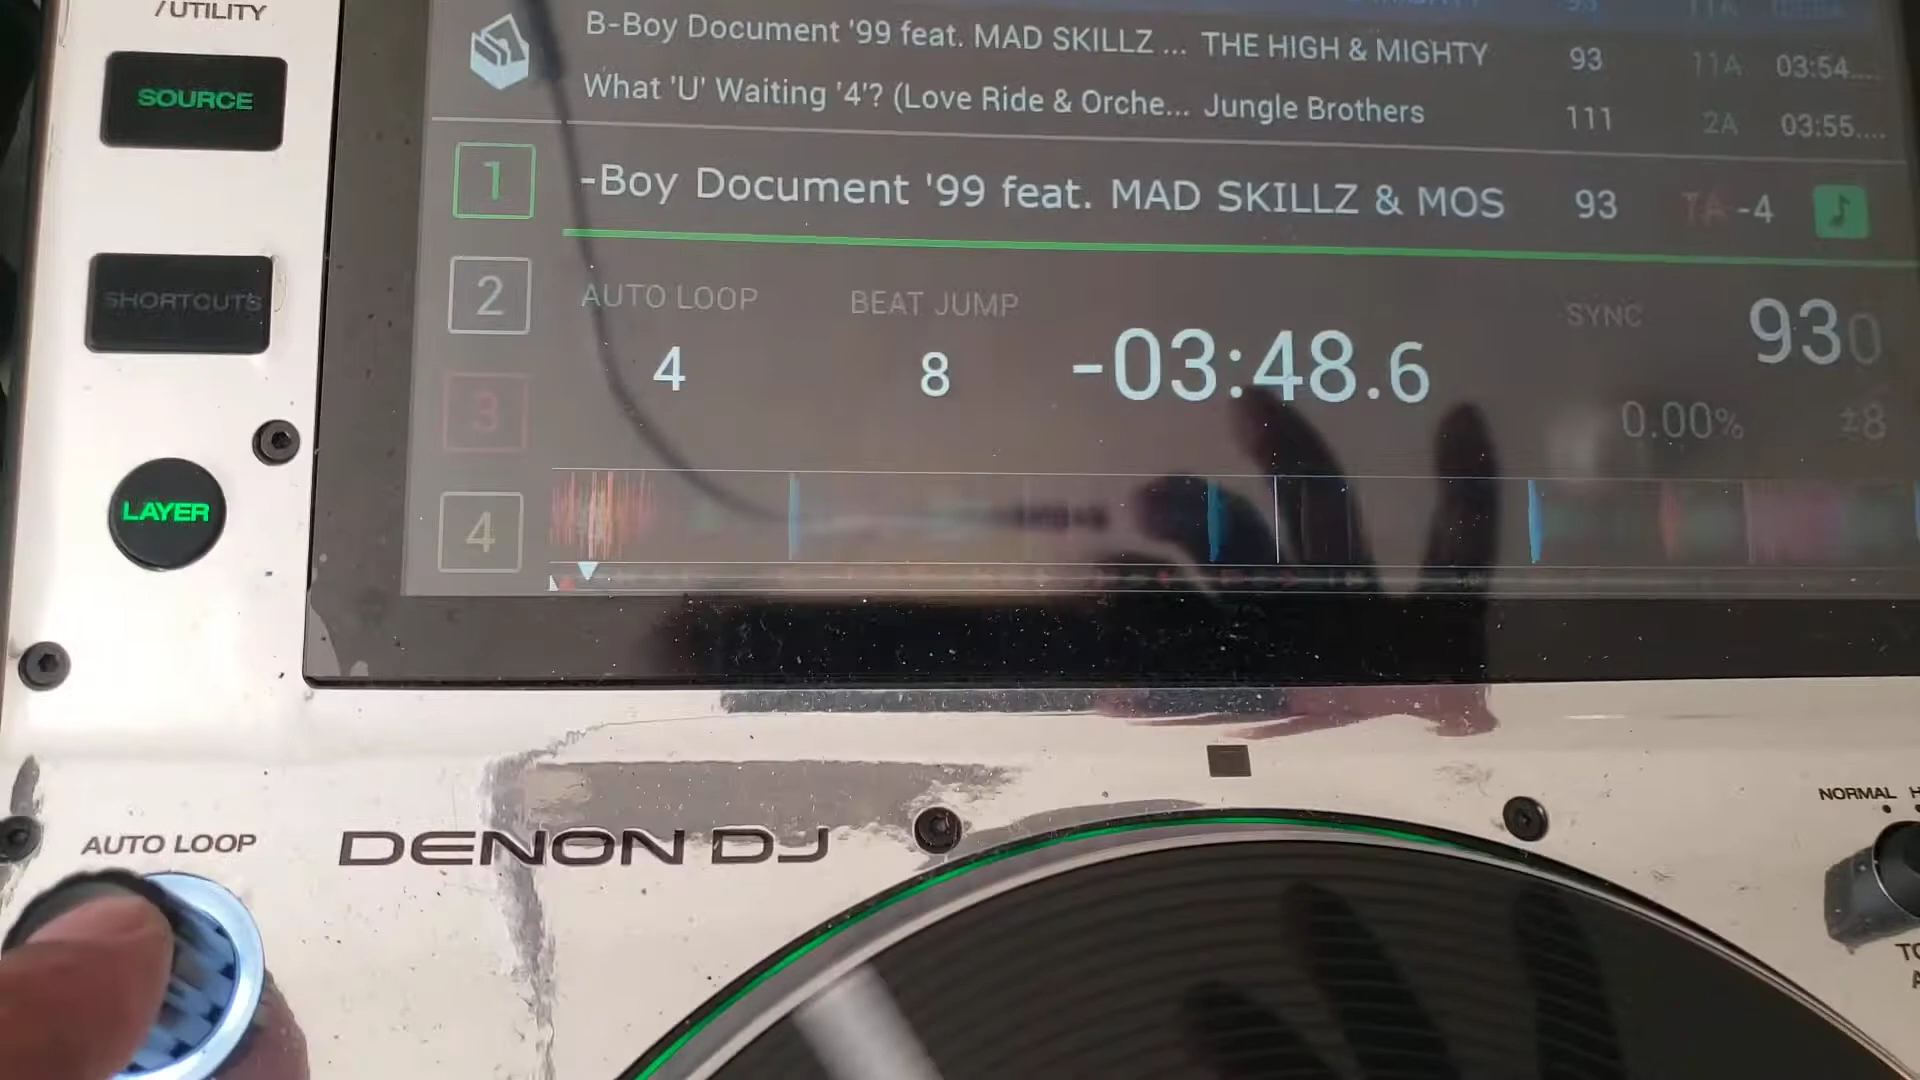 /UTILITY
SOURCE
B-Boy Document '99 feat. MAD SKILLZ ... THE HIGH & MIGHTY 93 11A 03:54....
What 'U' Waiting '4'? (Love Ride & Orche... Jungle Brothers 111 2A 03:55....
1 -Boy Document '99 feat. MAD SKILLZ & MOS 93 -4
SHORTCUTS
2 AUTO LOOP BEAT JUMP SYNC 930
4 8 -03:48.6
3 0.00% ±8
LAYER
4
NORMAL
AUTO LOOP DENON DJ